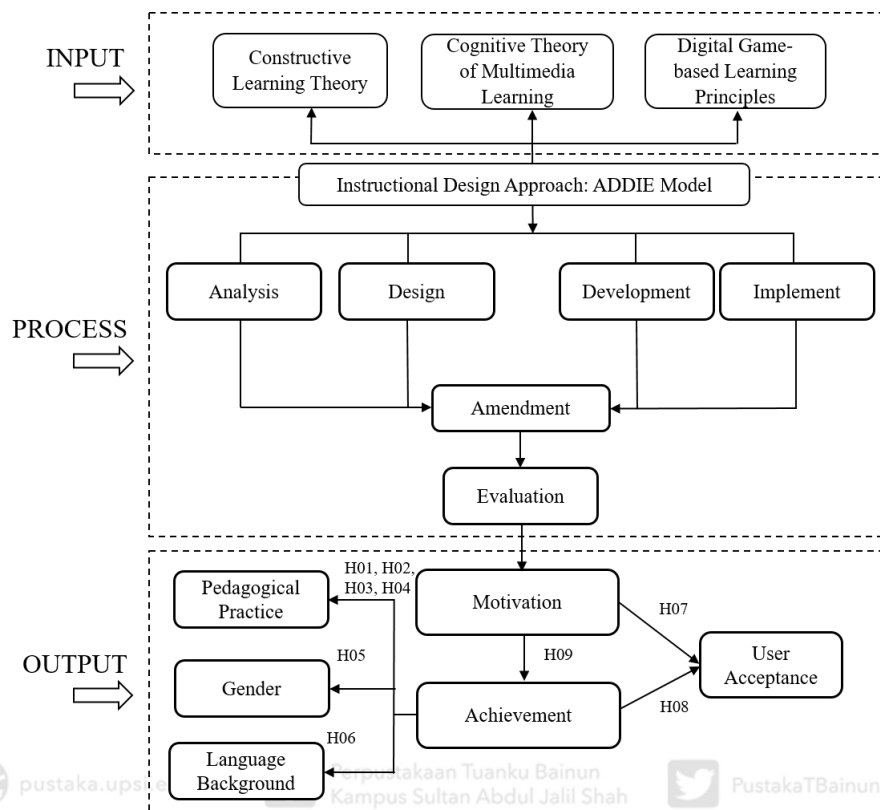 INPUT
Constructive
Learning Theory
Cognitive Theory
of Multimedia
Learning
Digital Game-
based Learning
Principles
Instructional Design Approach: ADDIE Model
PROCESS
Analysis
Design
Development
Implement
Amendment
Evaluation
OUTPUT
H01, H02,
H03, H04
Pedagogical
Practice
Motivation
H07
H05
H09
User
Acceptance
Gender
Achievement
H08
H06
Language
Background
pustaka.upsi.e
Perpustakaan Tuanku Bainun
Kampus Sultan Abdul Jalil Shah
PustakaTBainun